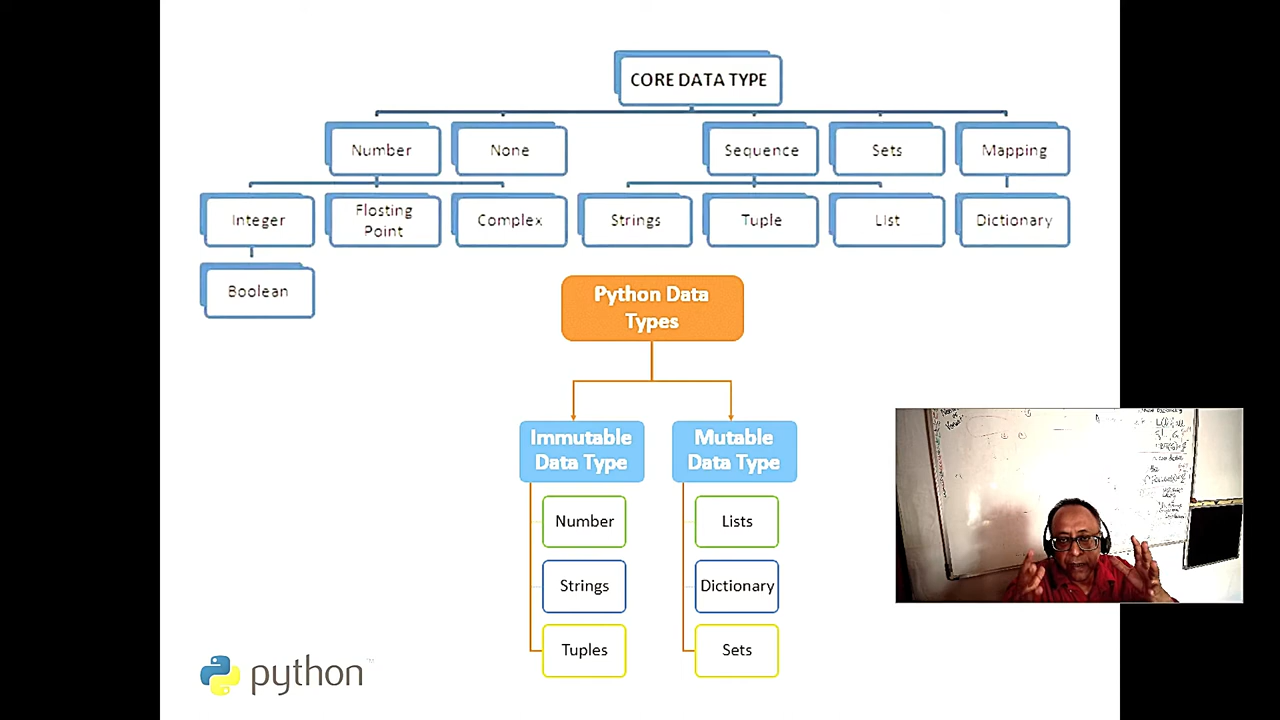 CORE DATA TYPE
Number
None
Sequence
Sets
Mapping
Integer
Flosting
Point
Complex
Strings
Tuple
LIst
Dictionary
Boolean
Python Data
Types
Immutable
Data Type
Mutable
Data Type
Number
Lists
Strings
Dictionary
Tuples
Sets
python